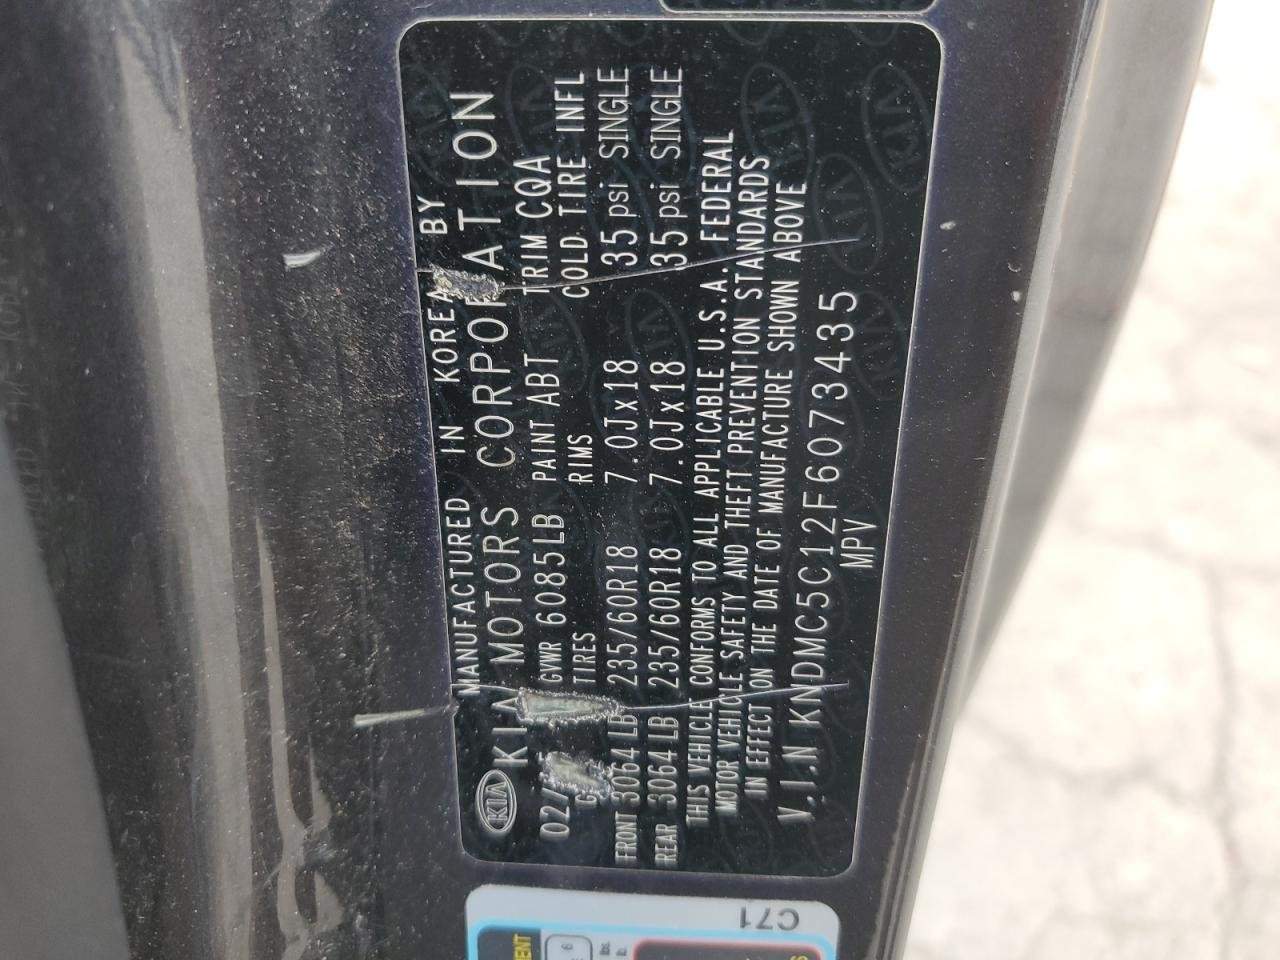 MANUFACTURED IN KOREA BY
KIA KIA MOTORS CORPORATION
02/ GVWR 6085LB PAINT ABT TRIM CQA
TIRES RIMS COLD TIRE INFL
FRONT 3064 LB 235/60R18 7.0Jx18 35 psi SINGLE
REAR 3064 LB 235/60R18 7.0Jx18 35 psi SINGLE
THIS VEHICLE CONFORMS TO ALL APPLICABLE U.S.A. FEDERAL
MOTOR VEHICLE SAFETY AND THEFT PREVENTION STANDARDS
IN EFFECT ON THE DATE OF MANUFACTURE SHOWN ABOVE
V.I.N KNDMC5C12F6073435
MPV
C71